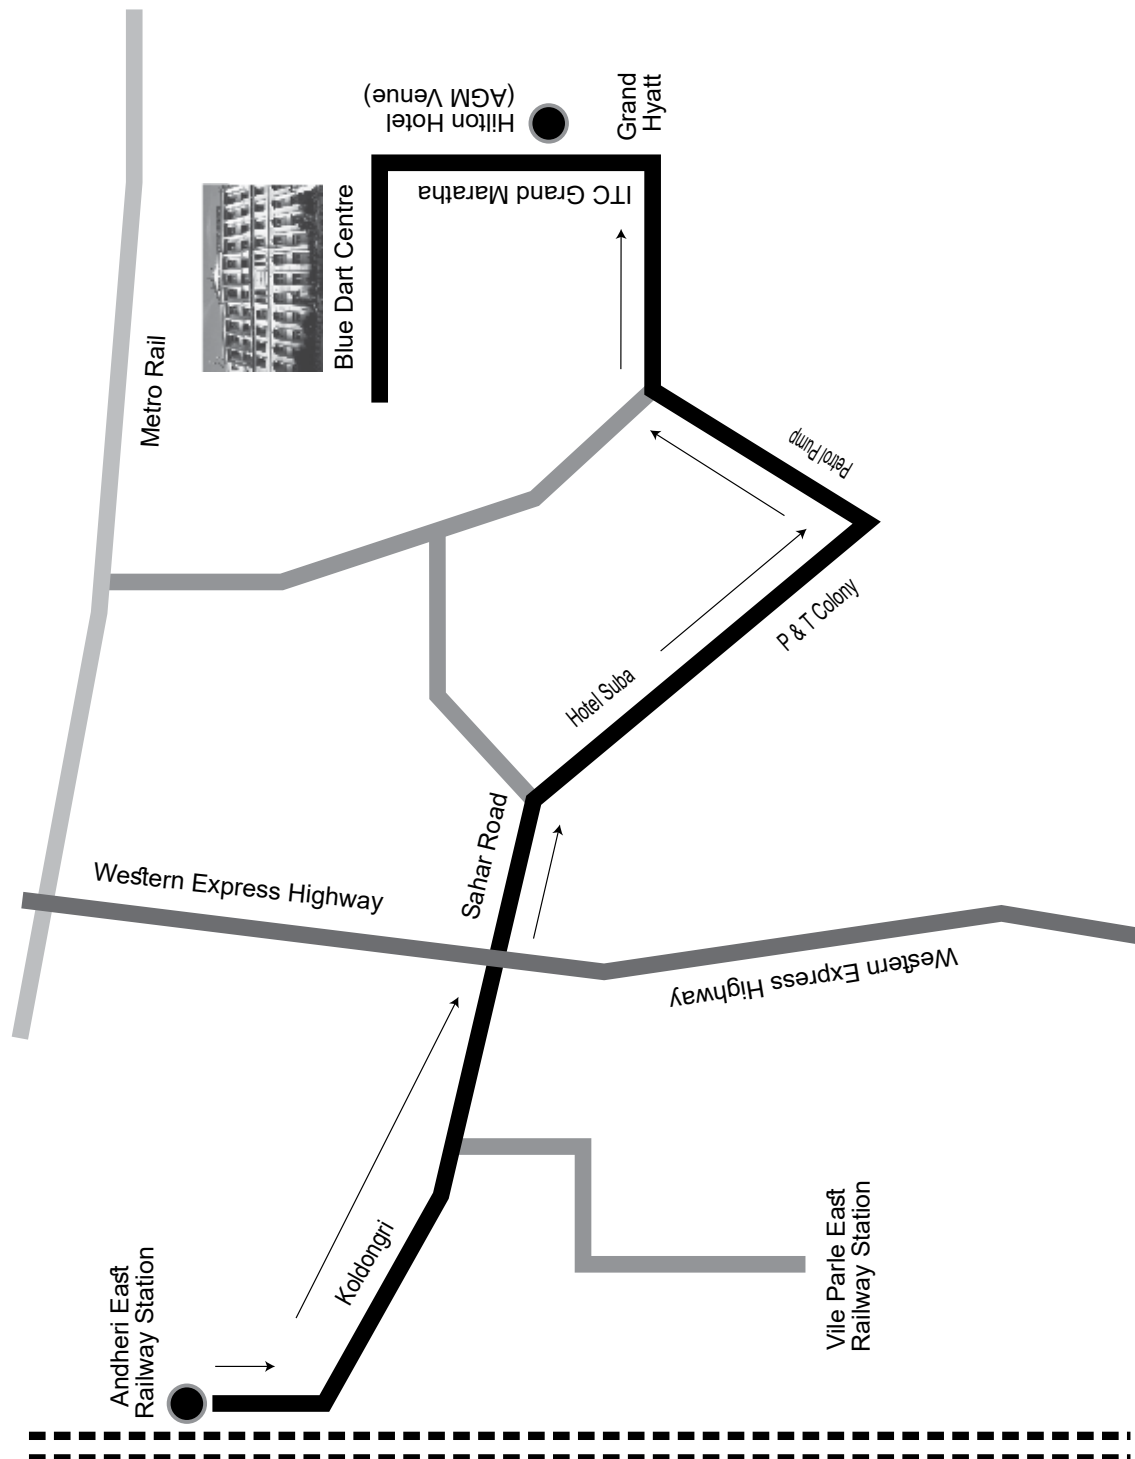 Hilton Hotel
(AGM Venue)
Grand
Hyatt
ITC Grand Maratha
Blue Dart Centre
Metro Rail
Petrol Pump
P & T Colony
Hotel Suba
Sahar Road
Western Express Highway
Western Express Highway
Koldongri
Andheri East
Railway Station
Vile Parle East
Railway Station